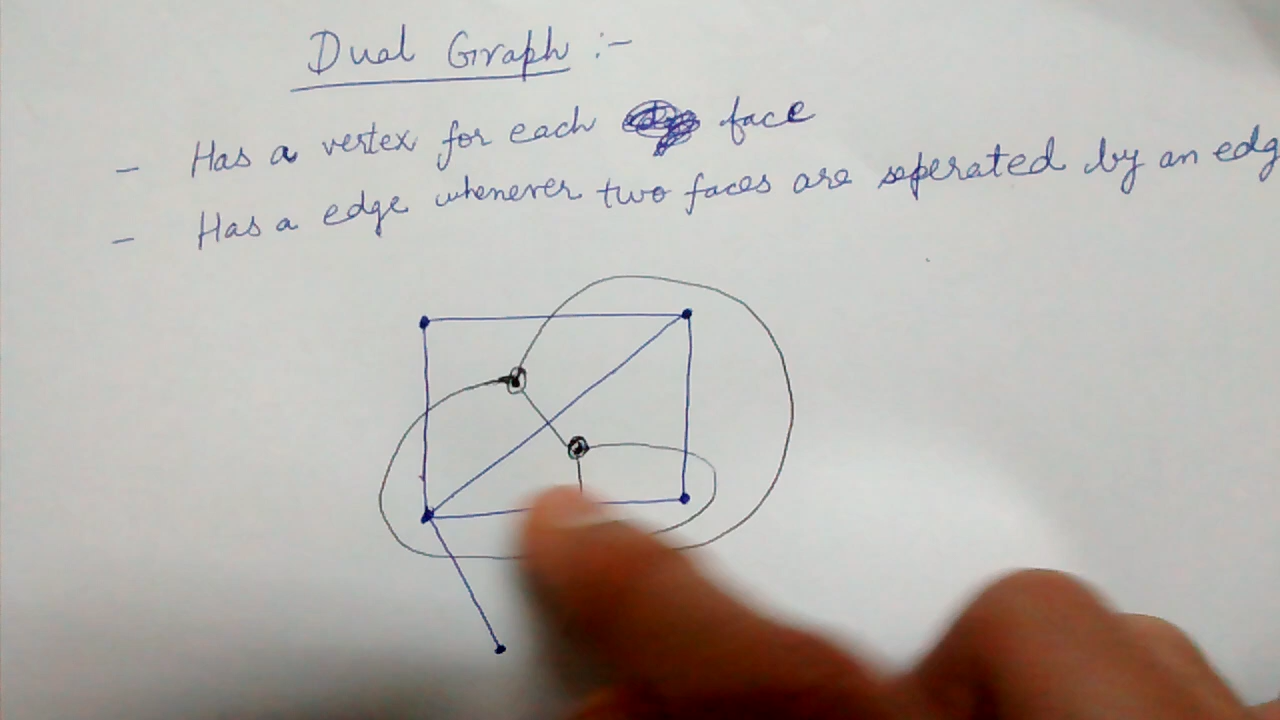 Dual Graph :-
- Has a vertex for each face
- Has a edge whenever two faces are seperated by an edg